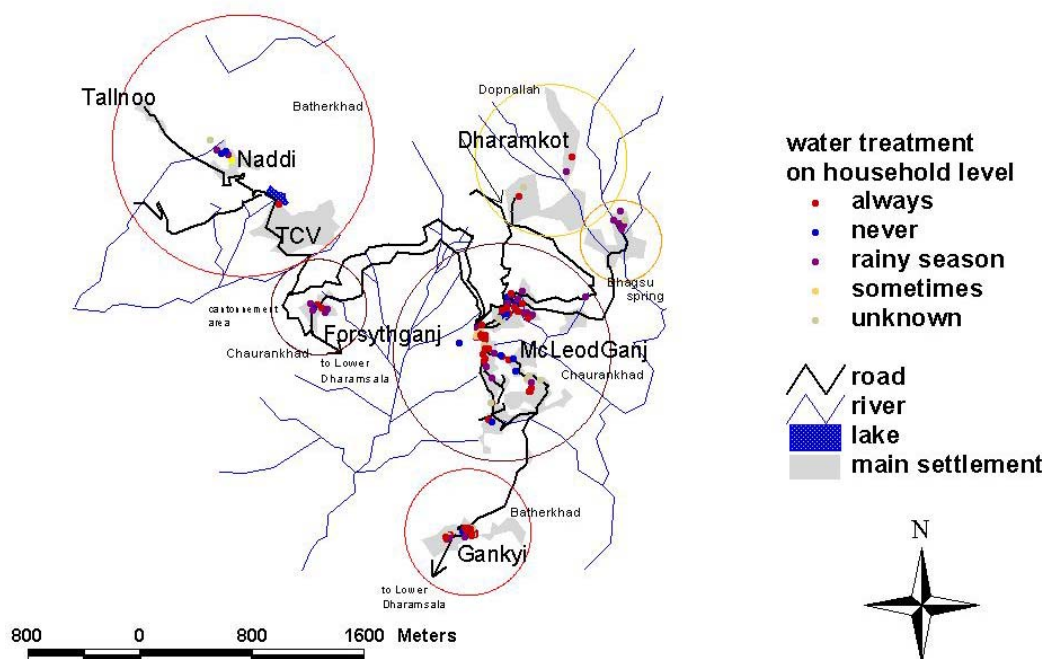 Dopnallah
Tallnoo
Batherkhad
Dharamkot
Naddi
TCV
Bhagsu
spring
cantonnement
area
Forsythganj
Chaurankhad
to Lower
Dharamsala
McLeodGanj
Chaurankhad
Batherkhad
Gankyi
to Lower
Dharamsala
water treatment
on household level
always
never
rainy season
sometimes
unknown
road
river
lake
main settlement
N
800 0 800 1600 Meters